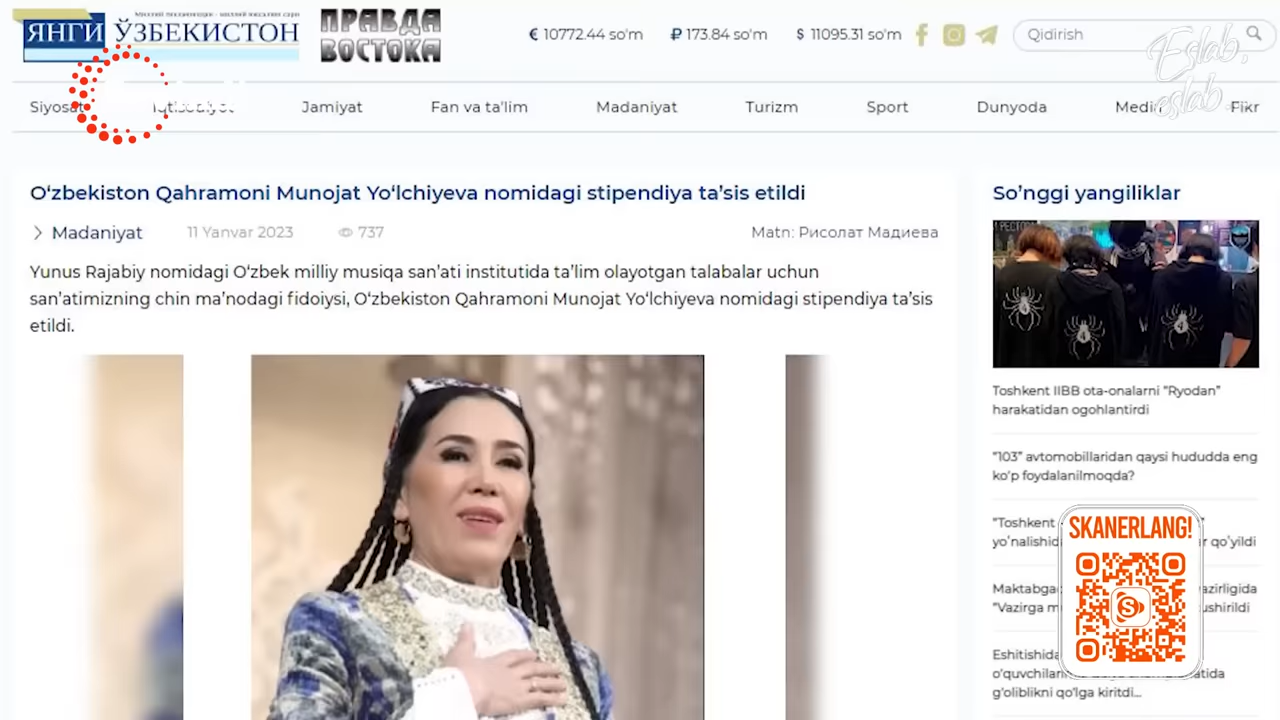 ЯНГИ ЎЗБЕКИСТОН
ПРАВДА
ВОСТОКА
€ 10772.44 so'm ₽ 173.84 so'm $ 11095.31 so'm
Qidirish
Eslab,
eslab...
Siyosat Iqtisodiyot Jamiyat Fan va ta'lim Madaniyat Turizm Sport Dunyoda Media Fikr
O‘zbekiston Qahramoni Munojat Yo‘lchiyeva nomidagi stipendiya ta’sis etildi
Madaniyat 11 Yanvar 2023 737 Matn: Рисолат Мадиева
Yunus Rajabiy nomidagi O‘zbek milliy musiqa san’ati institutida ta’lim olayotgan talabalar uchun
san’atimizning chin ma’nodagi fidoiysi, O‘zbekiston Qahramoni Munojat Yo‘lchiyeva nomidagi stipendiya ta’sis
etildi.
So’nggi yangiliklar
Toshkent IIBB ota-onalarni “Ryodan”
harakatidan ogohlantirdi
“103” avtomobillaridan qaysi hududda eng
ko‘p foydalanilmoqda?
“Toshkent
yo‘nalishida qo‘yildi
"Vazirga
Eshitishida
g‘oliblikni qo‘lga kiritdi...
SKANERLANG!